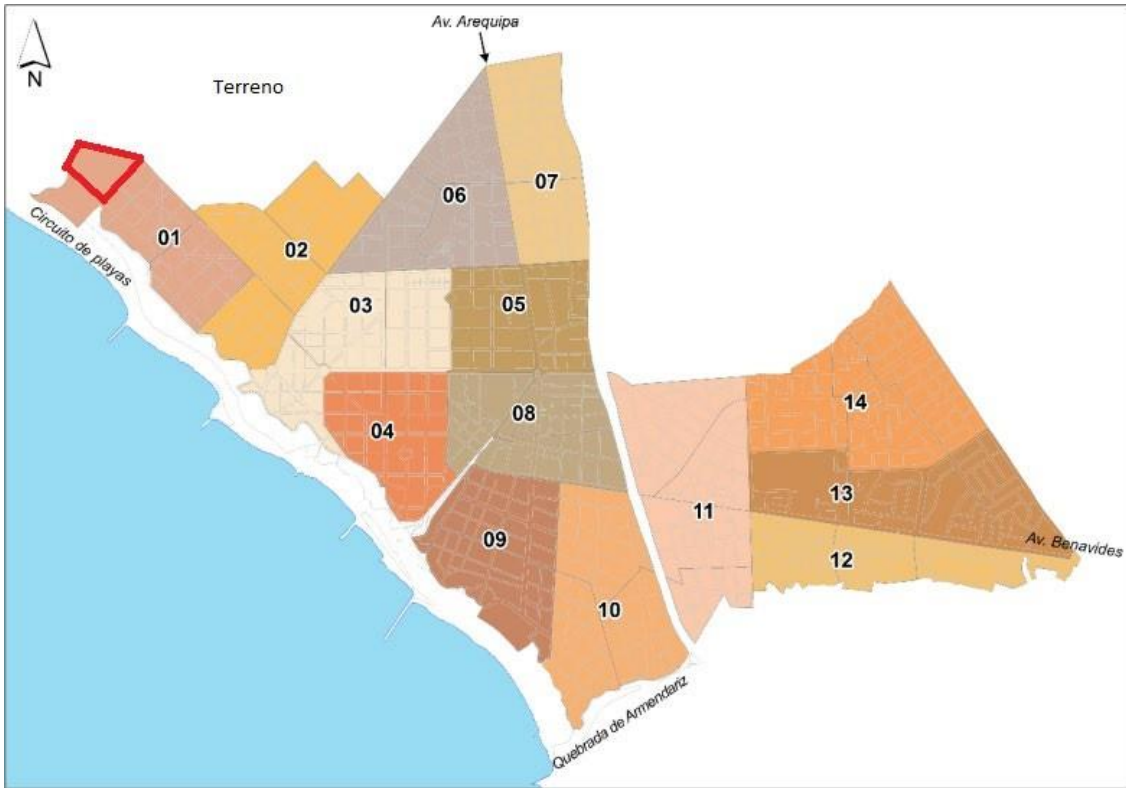 Av. Arequipa
N
Terreno
06
07
01
Circuito de playas
02
03
05
04
08
14
13
11
09
Av. Benavides
12
10
Quebrada de Armendariz